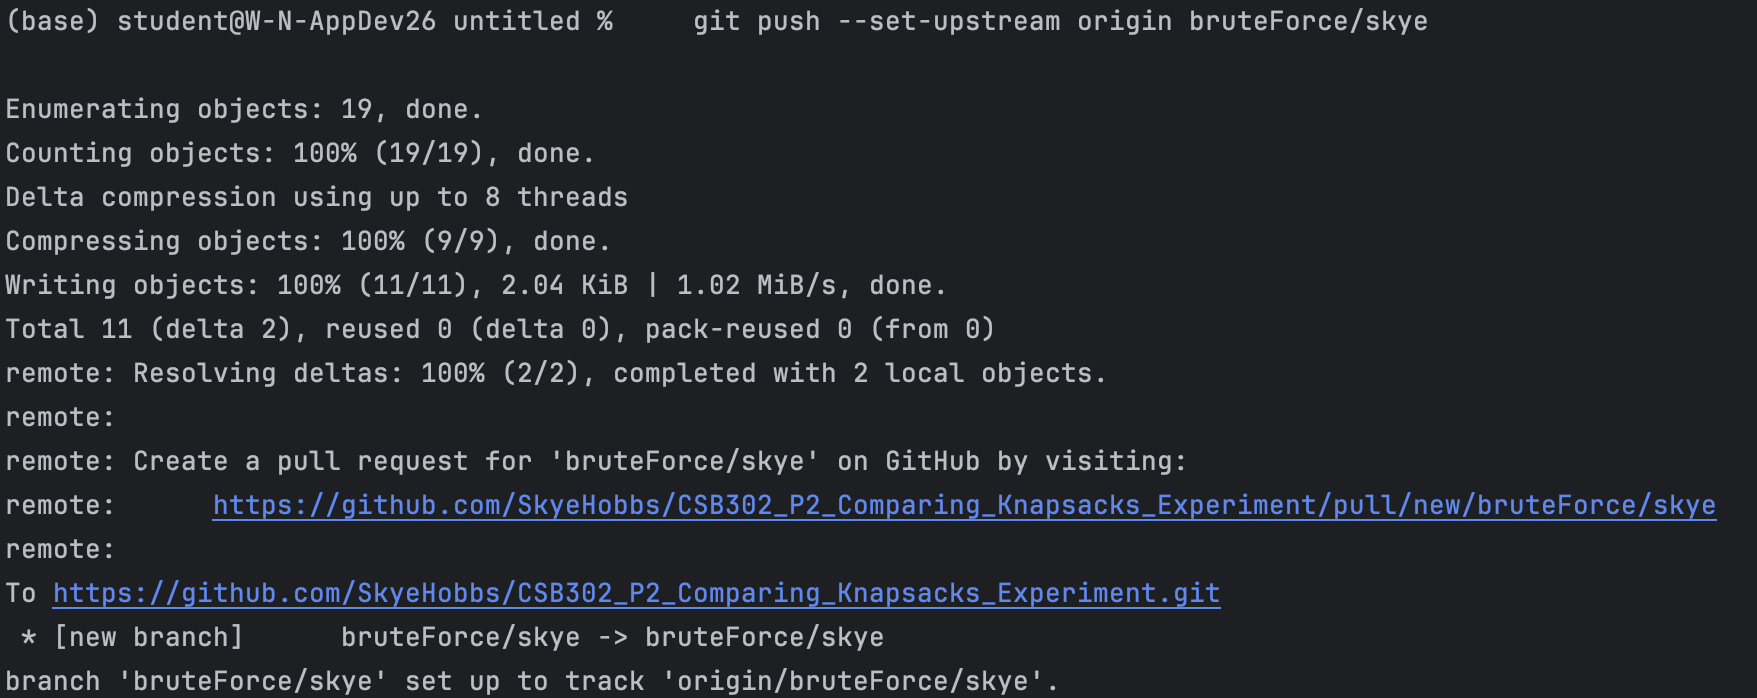 (base) student@W-N-AppDev26 untitled %     git push --set-upstream origin bruteForce/skye
Enumerating objects: 19, done.
Counting objects: 100% (19/19), done.
Delta compression using up to 8 threads
Compressing objects: 100% (9/9), done.
Writing objects: 100% (11/11), 2.04 KiB | 1.02 MiB/s, done.
Total 11 (delta 2), reused 0 (delta 0), pack-reused 0 (from 0)
remote: Resolving deltas: 100% (2/2), completed with 2 local objects.
remote:
remote: Create a pull request for 'bruteForce/skye' on GitHub by visiting:
remote:      https://github.com/SkyeHobbs/CSB302_P2_Comparing_Knapsacks_Experiment/pull/new/bruteForce/skye
remote:
To https://github.com/SkyeHobbs/CSB302_P2_Comparing_Knapsacks_Experiment.git
 * [new branch]      bruteForce/skye -> bruteForce/skye
branch 'bruteForce/skye' set up to track 'origin/bruteForce/skye'.